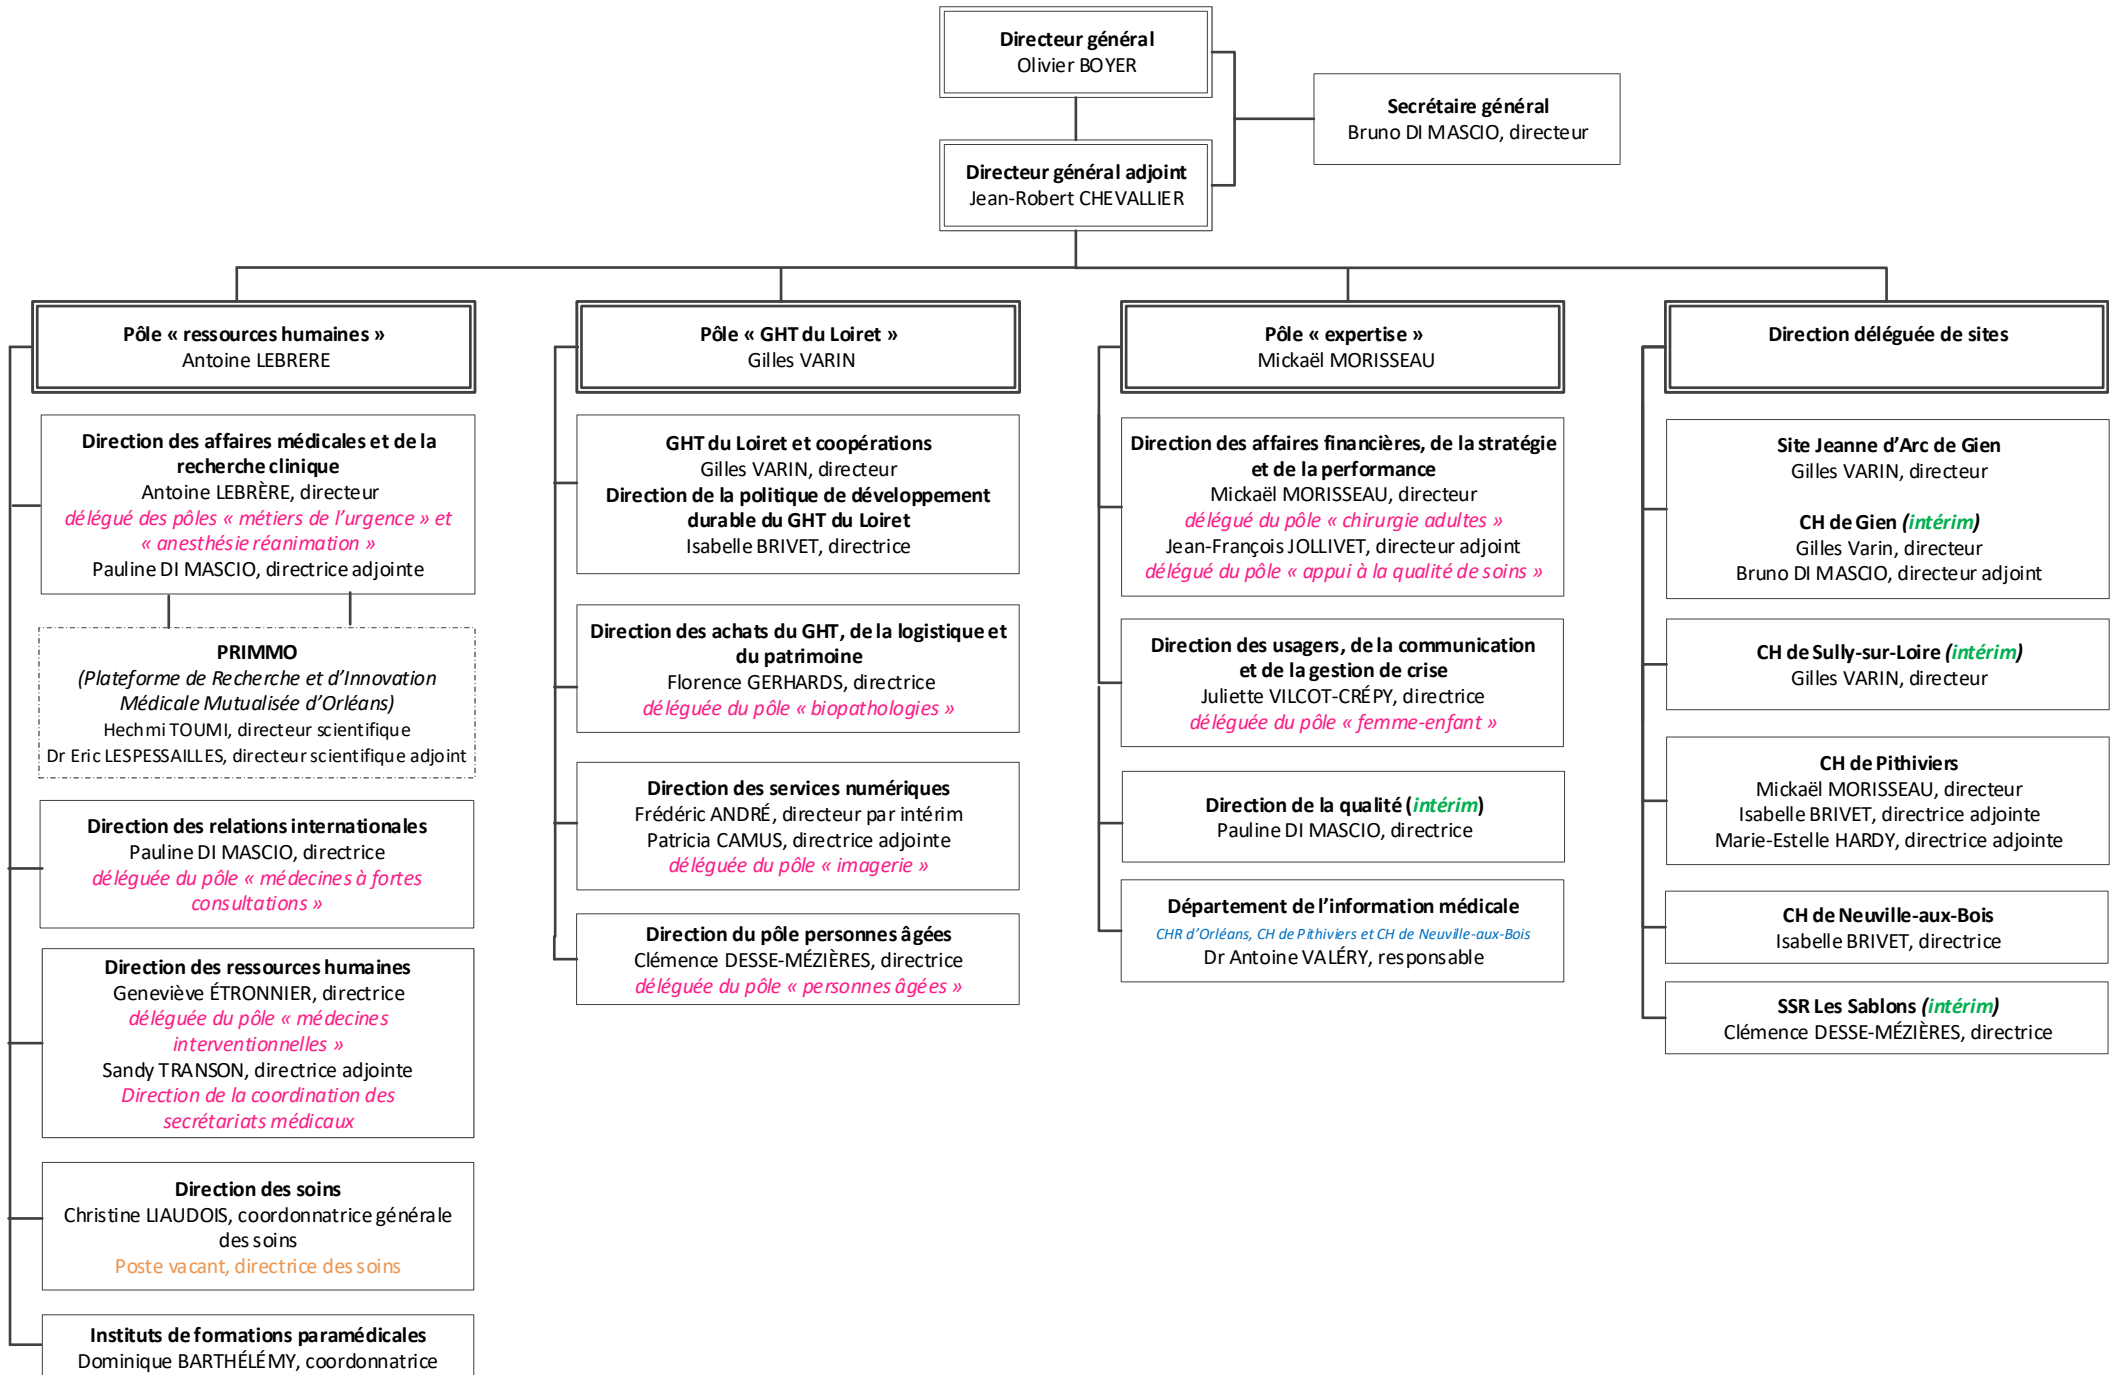 Directeur général
Olivier BOYER
Secrétaire général
Bruno DI MASCIO, directeur
Directeur général adjoint
Jean-Robert CHEVALLIER
Pôle « ressources humaines »
Antoine LEBRERE
Direction des affaires médicales et de la
recherche clinique
Antoine LEBRÈRE, directeur
délégué des pôles « métiers de l’urgence » et
« anesthésie réanimation »
Pauline DI MASCIO, directrice adjointe
PRIMMO
(Plateforme de Recherche et d’Innovation
Médicale Mutualisée d’Orléans)
Hechmi TOUMI, directeur scientifique
Dr Eric LESPESSAILLES, directeur scientifique adjoint
Direction des relations internationales
Pauline DI MASCIO, directrice
déléguée du pôle « médecines à fortes
consultations »
Direction des ressources humaines
Geneviève ÉTRONNIER, directrice
déléguée du pôle « médecines
interventionnelles »
Sandy TRANSON, directrice adjointe
Direction de la coordination des
secrétariats médicaux
Direction des soins
Christine LIAUDOIS, coordonnatrice générale
des soins
Poste vacant, directrice des soins
Instituts de formations paramédicales
Dominique BARTHÉLÉMY, coordonnatrice
Pôle « GHT du Loiret »
Gilles VARIN
GHT du Loiret et coopérations
Gilles VARIN, directeur
Direction de la politique de développement
durable du GHT du Loiret
Isabelle BRIVET, directrice
Direction des achats du GHT, de la logistique et
du patrimoine
Florence GERHARDS, directrice
déléguée du pôle « biopathologies »
Direction des services numériques
Frédéric ANDRÉ, directeur par intérim
Patricia CAMUS, directrice adjointe
déléguée du pôle « imagerie »
Direction du pôle personnes âgées
Clémence DESSE-MÉZIÈRES, directrice
déléguée du pôle « personnes âgées »
Pôle « expertise »
Mickaël MORISSEAU
Direction des affaires financières, de la stratégie
et de la performance
Mickaël MORISSEAU, directeur
délégué du pôle « chirurgie adultes »
Jean-François JOLLIVET, directeur adjoint
délégué du pôle « appui à la qualité de soins »
Direction des usagers, de la communication
et de la gestion de crise
Juliette VILCOT-CRÉPY, directrice
déléguée du pôle « femme-enfant »
Direction de la qualité (intérim)
Pauline DI MASCIO, directrice
Département de l’information médicale
CHR d’Orléans, CH de Pithiviers et CH de Neuville-aux-Bois
Dr Antoine VALÉRY, responsable
Direction déléguée de sites
Site Jeanne d’Arc de Gien
Gilles VARIN, directeur
CH de Gien (intérim)
Gilles Varin, directeur
Bruno DI MASCIO, directeur adjoint
CH de Sully-sur-Loire (intérim)
Gilles VARIN, directeur
CH de Pithiviers
Mickaël MORISSEAU, directeur
Isabelle BRIVET, directrice adjointe
Marie-Estelle HARDY, directrice adjointe
CH de Neuville-aux-Bois
Isabelle BRIVET, directrice
SSR Les Sablons (intérim)
Clémence DESSE-MÉZIÈRES, directrice